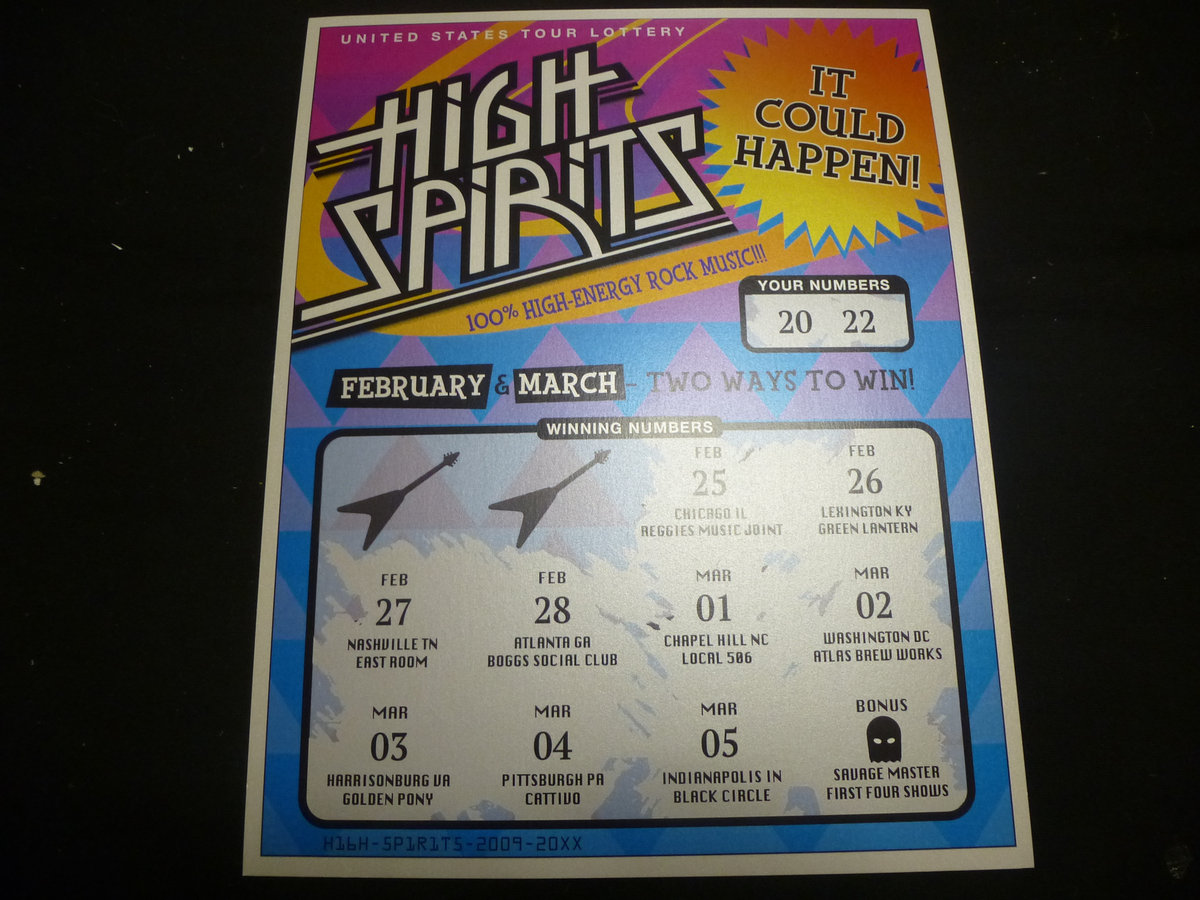 UNITED STATES TOUR LOTTERY
HIGH
SPIRITS
IT
COULD
HAPPEN!
100% HIGH-ENERGY ROCK MUSIC!!!
YOUR NUMBERS
20 22
FEBRUARY & MARCH - TWO WAYS TO WIN!
WINNING NUMBERS
FEB
25
CHICAGO IL
REGGIES MUSIC JOINT
FEB
26
LEXINGTON KY
GREEN LANTERN
FEB
27
NASHVILLE TN
EAST ROOM
FEB
28
ATLANTA GA
BOGGS SOCIAL CLUB
MAR
01
CHAPEL HILL NC
LOCAL 506
MAR
02
WASHINGTON DC
ATLAS BREW WORKS
MAR
03
HARRISONBURG VA
GOLDEN PONY
MAR
04
PITTSBURGH PA
CATTIVO
MAR
05
INDIANAPOLIS IN
BLACK CIRCLE
BONUS
SAVAGE MASTER
FIRST FOUR SHOWS
H16H-5P1R1T5-2009-20XX